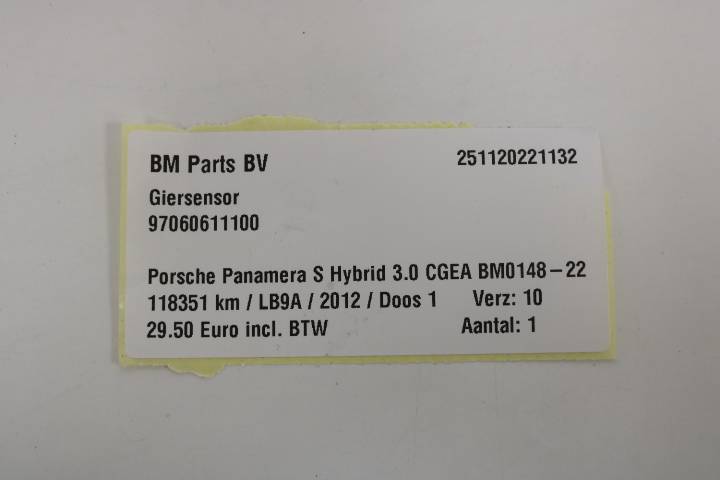 BM Parts BV 251120221132
Giersensor
97060611100
Porsche Panamera S Hybrid 3.0 CGEA BM0148-22
118351 km / LB9A / 2012 / Doos 1 Verz: 10
29.50 Euro incl. BTW Aantal: 1